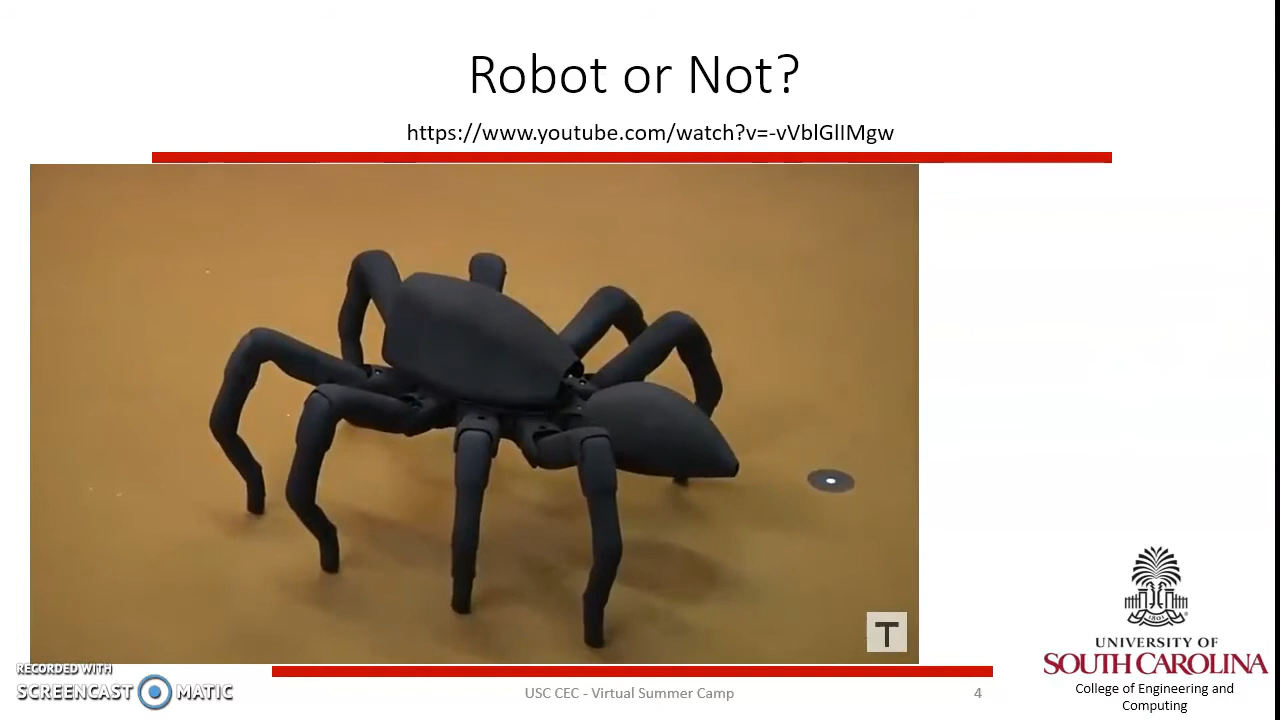 Robot or Not?
https://www.youtube.com/watch?v=-vVblGlIMgw
T
RECORDED WITH
SCREENCAST MATIC
USC CEC - Virtual Summer Camp
4
1801
UNIVERSITY OF
SOUTH CAROLINA
College of Engineering and
Computing